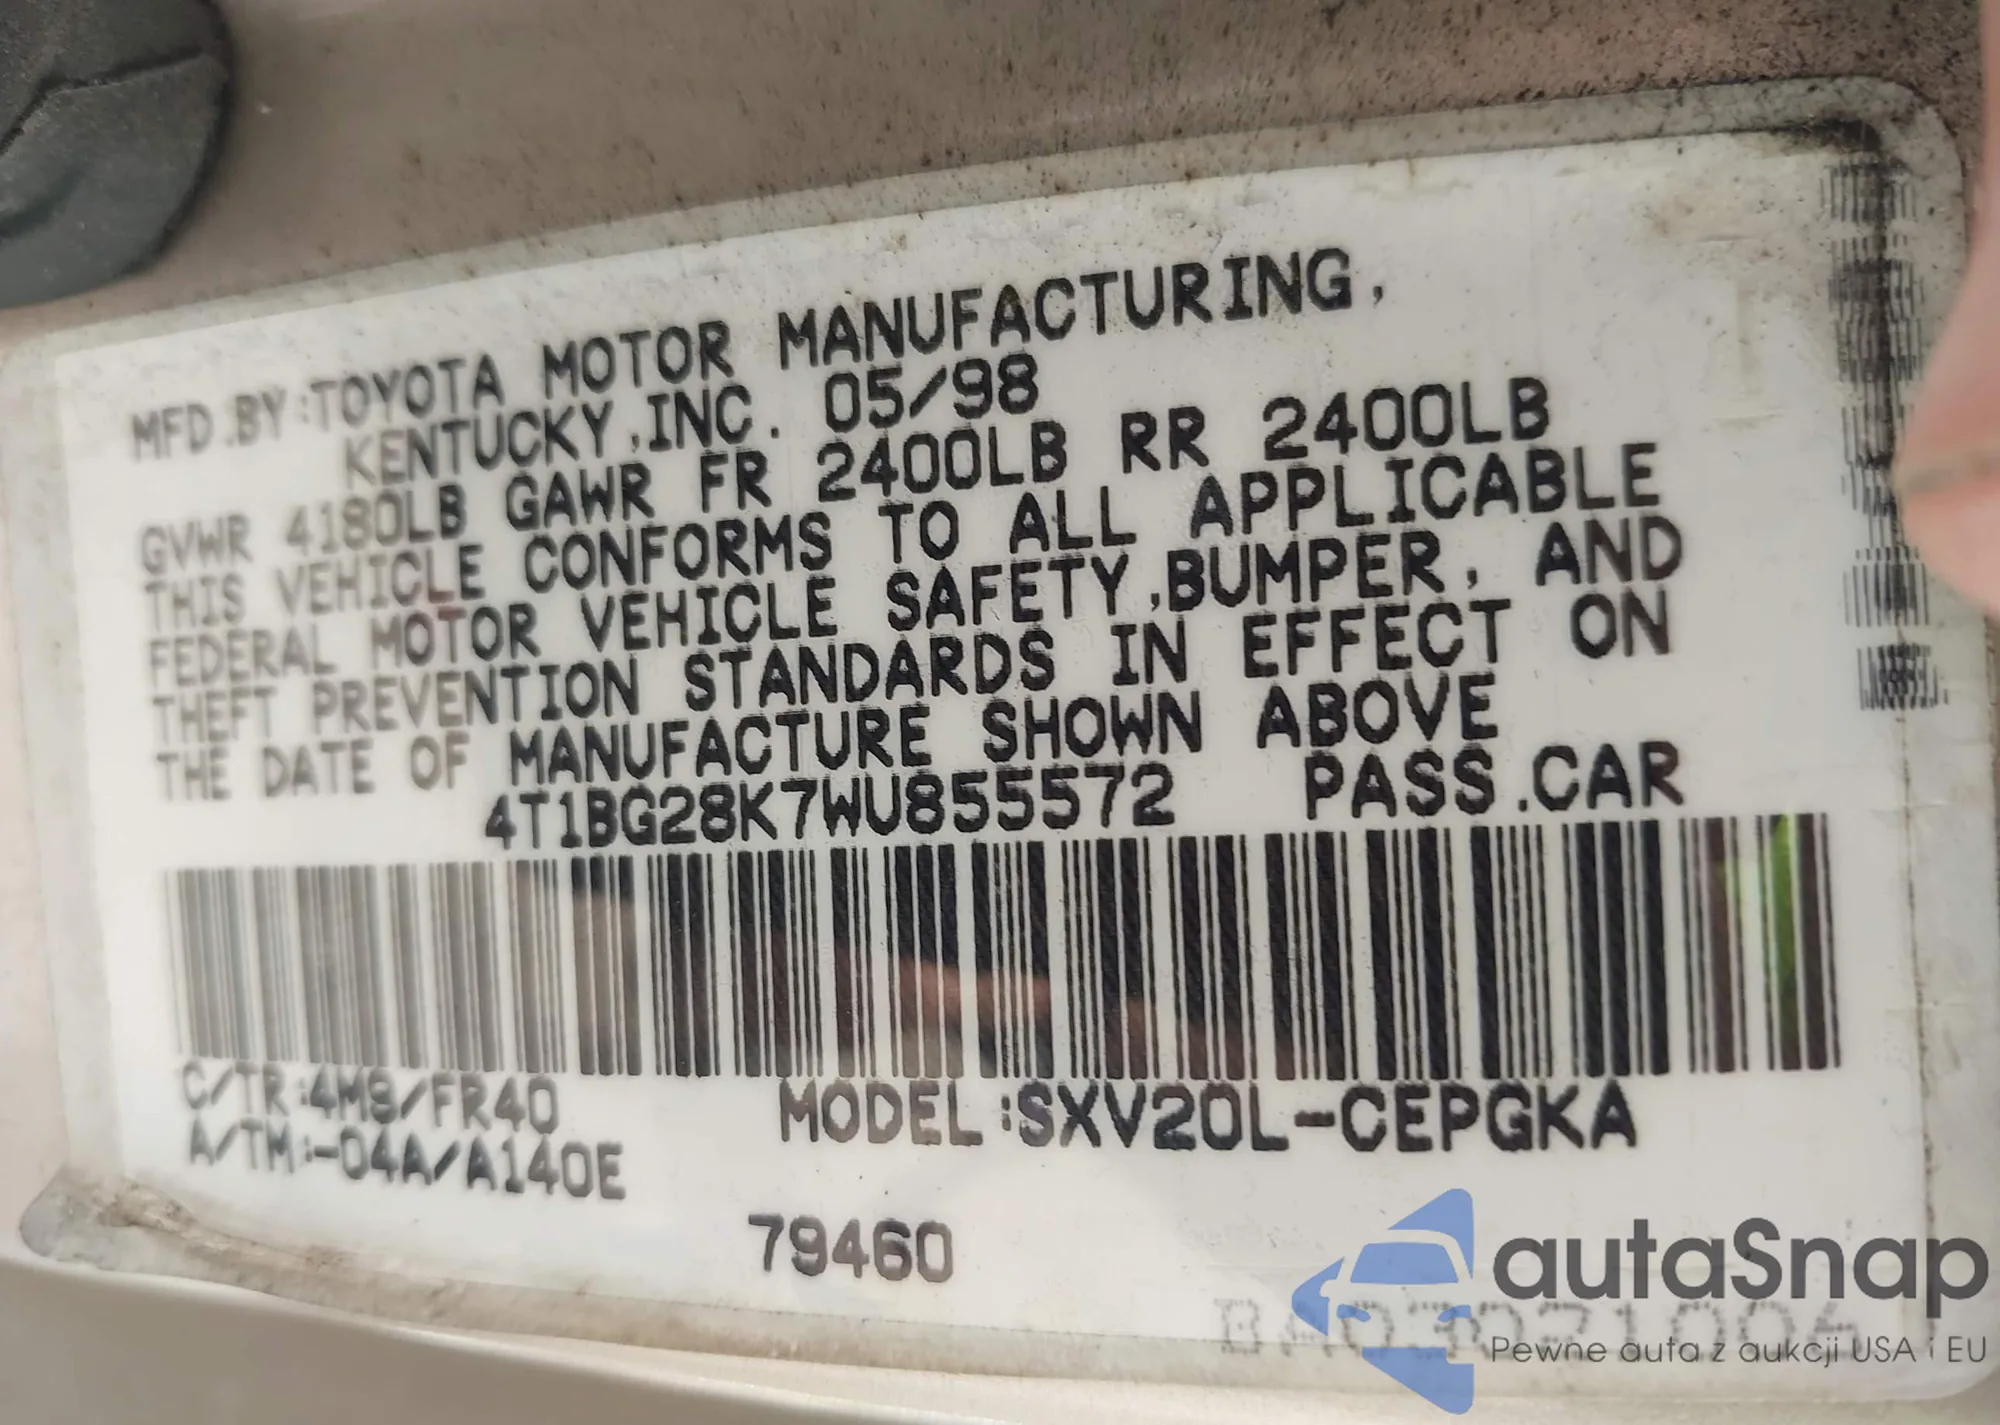 MFD.BY:TOYOTA MOTOR MANUFACTURING,
KENTUCKY,INC. 05/98
GVWR 4180LB GAWR FR 2400LB RR 2400LB
THIS VEHICLE CONFORMS TO ALL APPLICABLE
FEDERAL MOTOR VEHICLE SAFETY,BUMPER, AND
THEFT PREVENTION STANDARDS IN EFFECT ON
THE DATE OF MANUFACTURE SHOWN ABOVE
4T1BG28K7WU855572 PASS.CAR
C/TR:4M8/FR40
A/TM:-04A/A140E
MODEL:SXV20L-CEPGKA
79460
autaSnap
Pewne auta z aukcji USA i EU